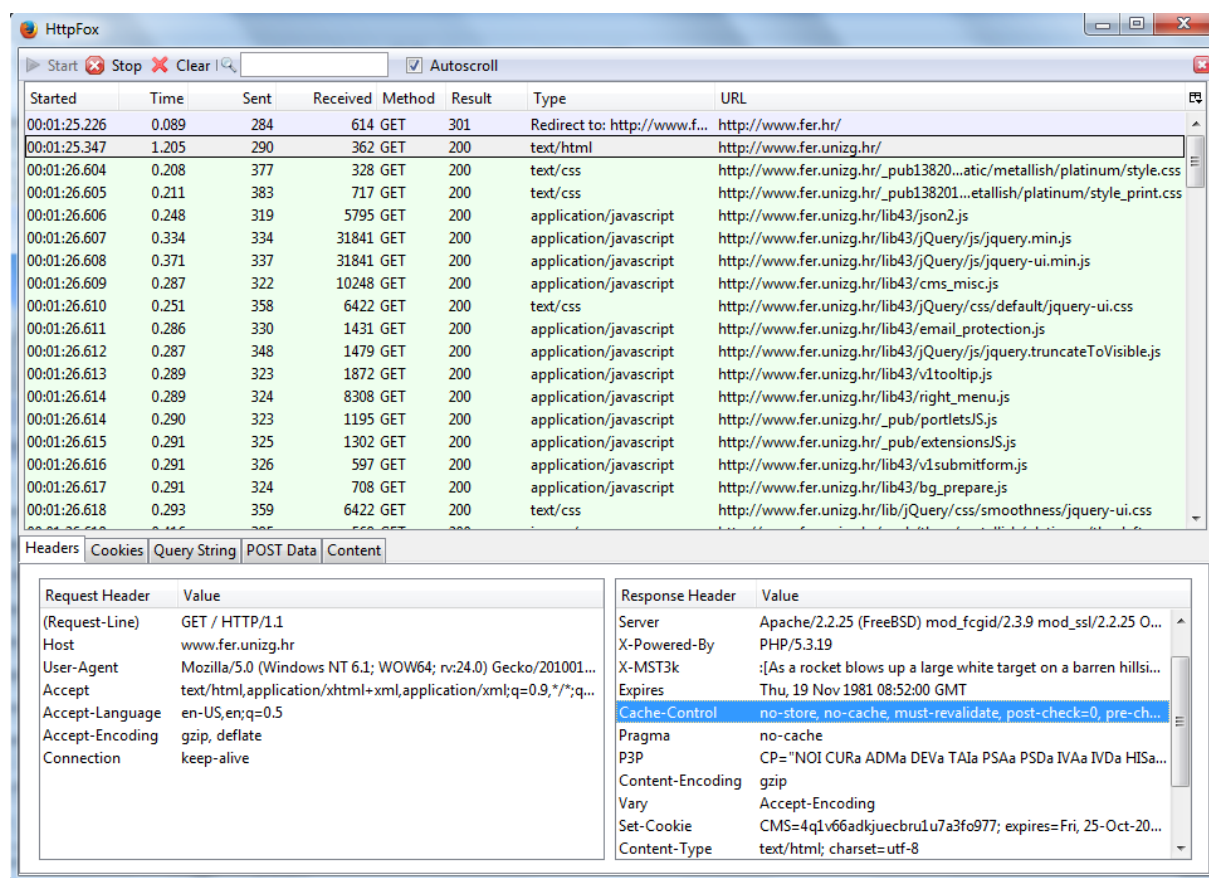 HttpFox
Start Stop Clear Autoscroll
Started Time Sent Received Method Result Type URL
00:01:25.226 0.089 284 614 GET 301 Redirect to: http://www.f... http://www.fer.hr/
00:01:25.347 1.205 290 362 GET 200 text/html http://www.fer.unizg.hr/
00:01:26.604 0.208 377 328 GET 200 text/css http://www.fer.unizg.hr/_pub13820...atic/metallish/platinum/style.css
00:01:26.605 0.211 383 717 GET 200 text/css http://www.fer.unizg.hr/_pub138201...etallish/platinum/style_print.css
00:01:26.606 0.248 319 5795 GET 200 application/javascript http://www.fer.unizg.hr/lib43/json2.js
00:01:26.607 0.334 334 31841 GET 200 application/javascript http://www.fer.unizg.hr/lib43/jQuery/js/jquery.min.js
00:01:26.608 0.371 337 31841 GET 200 application/javascript http://www.fer.unizg.hr/lib43/jQuery/js/jquery-ui.min.js
00:01:26.609 0.287 322 10248 GET 200 application/javascript http://www.fer.unizg.hr/lib43/cms_misc.js
00:01:26.610 0.251 358 6422 GET 200 text/css http://www.fer.unizg.hr/lib43/jQuery/css/default/jquery-ui.css
00:01:26.611 0.286 330 1431 GET 200 application/javascript http://www.fer.unizg.hr/lib43/email_protection.js
00:01:26.612 0.287 348 1479 GET 200 application/javascript http://www.fer.unizg.hr/lib43/jQuery/js/jquery.truncateToVisible.js
00:01:26.613 0.289 323 1872 GET 200 application/javascript http://www.fer.unizg.hr/lib43/v1tooltip.js
00:01:26.614 0.289 324 8308 GET 200 application/javascript http://www.fer.unizg.hr/lib43/right_menu.js
00:01:26.614 0.290 323 1195 GET 200 application/javascript http://www.fer.unizg.hr/_pub/portletsJS.js
00:01:26.615 0.291 325 1302 GET 200 application/javascript http://www.fer.unizg.hr/_pub/extensionsJS.js
00:01:26.616 0.291 326 597 GET 200 application/javascript http://www.fer.unizg.hr/lib43/v1submitform.js
00:01:26.617 0.291 324 708 GET 200 application/javascript http://www.fer.unizg.hr/lib43/bg_prepare.js
00:01:26.618 0.293 359 6422 GET 200 text/css http://www.fer.unizg.hr/lib/jQuery/css/smoothness/jquery-ui.css
Headers Cookies Query String POST Data Content
Request Header Value
(Request-Line) GET / HTTP/1.1
Host www.fer.unizg.hr
User-Agent Mozilla/5.0 (Windows NT 6.1; WOW64; rv:24.0) Gecko/201001...
Accept text/html,application/xhtml+xml,application/xml;q=0.9,*/*;q...
Accept-Language en-US,en;q=0.5
Accept-Encoding gzip, deflate
Connection keep-alive
Response Header Value
Server Apache/2.2.25 (FreeBSD) mod_fcgid/2.3.9 mod_ssl/2.2.25 O...
X-Powered-By PHP/5.3.19
X-MST3k :[As a rocket blows up a large white target on a barren hillsi...
Expires Thu, 19 Nov 1981 08:52:00 GMT
Cache-Control no-store, no-cache, must-revalidate, post-check=0, pre-ch...
Pragma no-cache
P3P CP="NOI CURa ADMa DEVa TAIa PSAa PSDa IVAa IVDa HISa...
Content-Encoding gzip
Vary Accept-Encoding
Set-Cookie CMS=4q1v66adkjuecbru1u7a3fo977; expires=Fri, 25-Oct-20...
Content-Type text/html; charset=utf-8